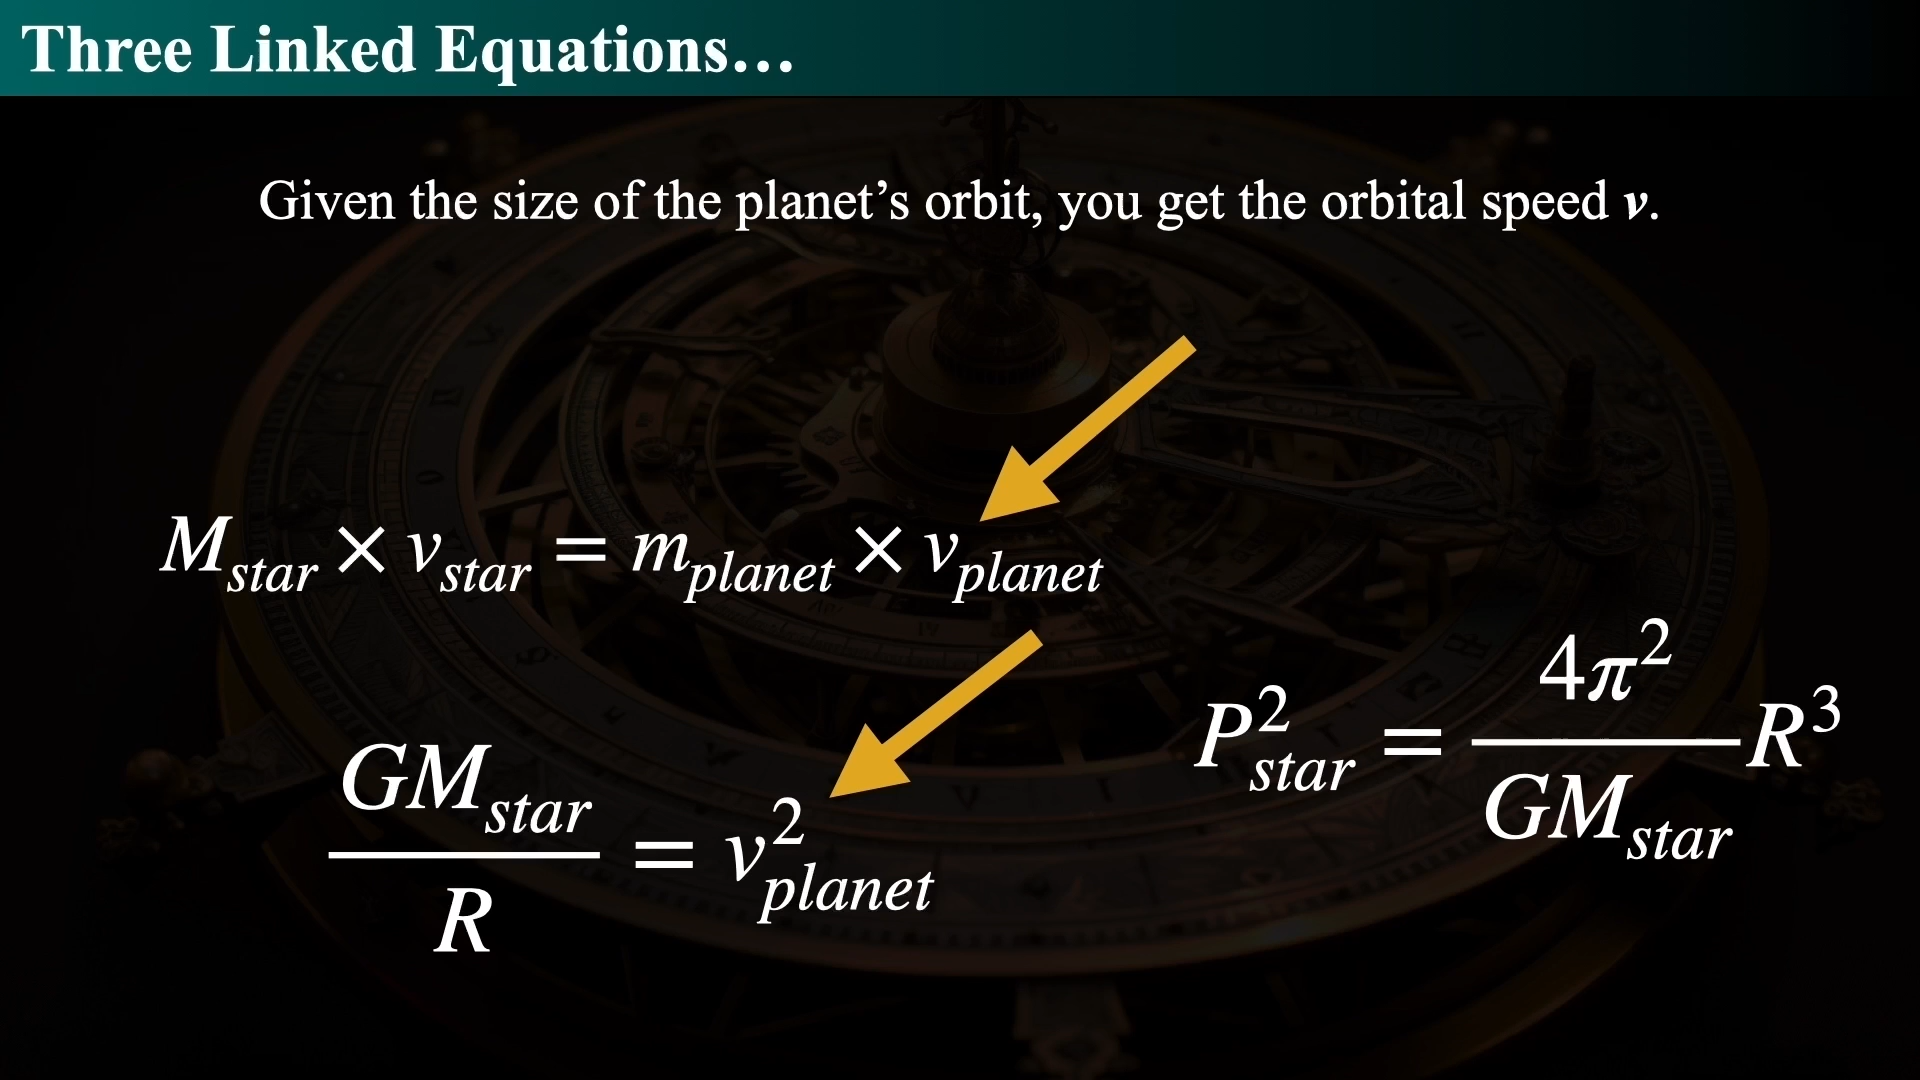 Three Linked Equations…
Given the size of the planet’s orbit, you get the orbital speed v.
M_star × v_star = m_planet × v_planet
GM_star / R = v²_planet
P²_star = 4π² / GM_star R³